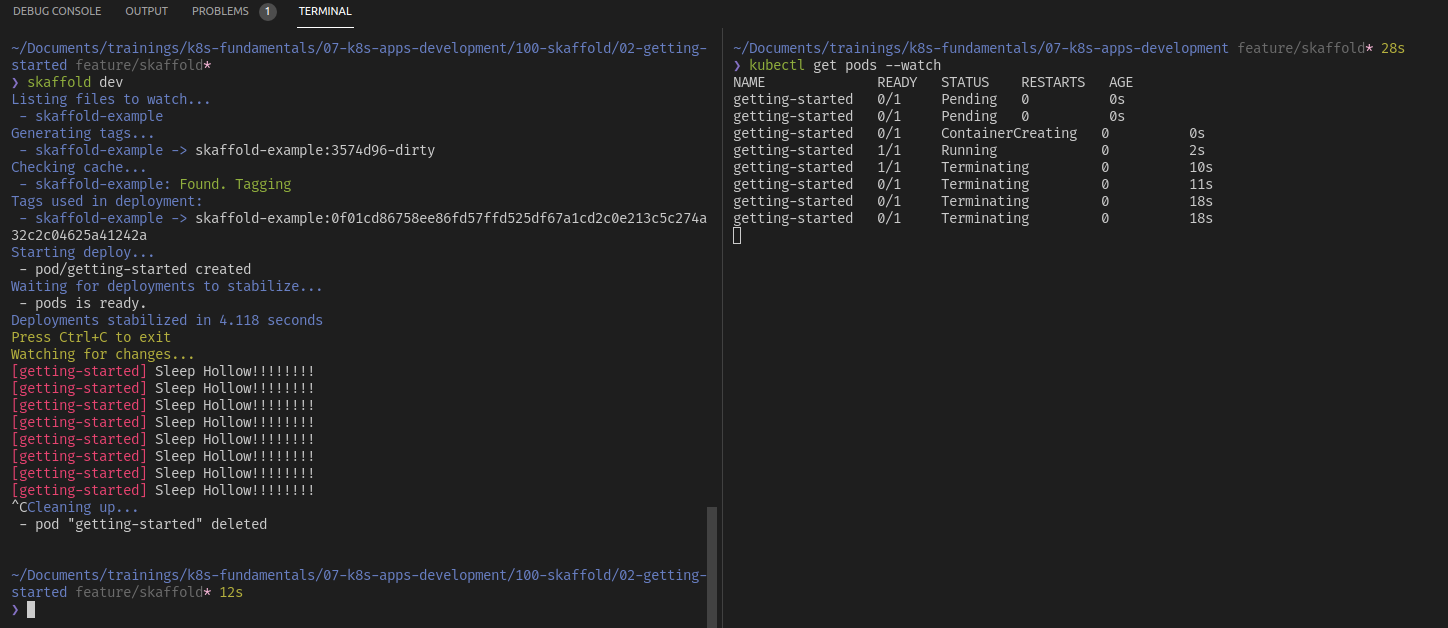 DEBUG CONSOLE OUTPUT PROBLEMS 1 TERMINAL
~/Documents/trainings/k8s-fundamentals/07-k8s-apps-development/100-skaffold/02-getting-
started feature/skaffold*
❯ skaffold dev
Listing files to watch...
 - skaffold-example
Generating tags...
 - skaffold-example -> skaffold-example:3574d96-dirty
Checking cache...
 - skaffold-example: Found. Tagging
Tags used in deployment:
 - skaffold-example -> skaffold-example:0f01cd86758ee86fd57ffd525df67a1cd2c0e213c5c274a
32c2c04625a41242a
Starting deploy...
 - pod/getting-started created
Waiting for deployments to stabilize...
 - pods is ready.
Deployments stabilized in 4.118 seconds
Press Ctrl+C to exit
Watching for changes...
[getting-started] Sleep Hollow!!!!!!!!
[getting-started] Sleep Hollow!!!!!!!!
[getting-started] Sleep Hollow!!!!!!!!
[getting-started] Sleep Hollow!!!!!!!!
[getting-started] Sleep Hollow!!!!!!!!
[getting-started] Sleep Hollow!!!!!!!!
[getting-started] Sleep Hollow!!!!!!!!
[getting-started] Sleep Hollow!!!!!!!!
^CCleaning up...
 - pod "getting-started" deleted
~/Documents/trainings/k8s-fundamentals/07-k8s-apps-development/100-skaffold/02-getting-
started feature/skaffold* 12s
❯
~/Documents/trainings/k8s-fundamentals/07-k8s-apps-development feature/skaffold* 28s
❯ kubectl get pods --watch
NAME READY STATUS RESTARTS AGE
getting-started 0/1 Pending 0 0s
getting-started 0/1 Pending 0 0s
getting-started 0/1 ContainerCreating 0 0s
getting-started 1/1 Running 0 2s
getting-started 1/1 Terminating 0 10s
getting-started 0/1 Terminating 0 11s
getting-started 0/1 Terminating 0 18s
getting-started 0/1 Terminating 0 18s